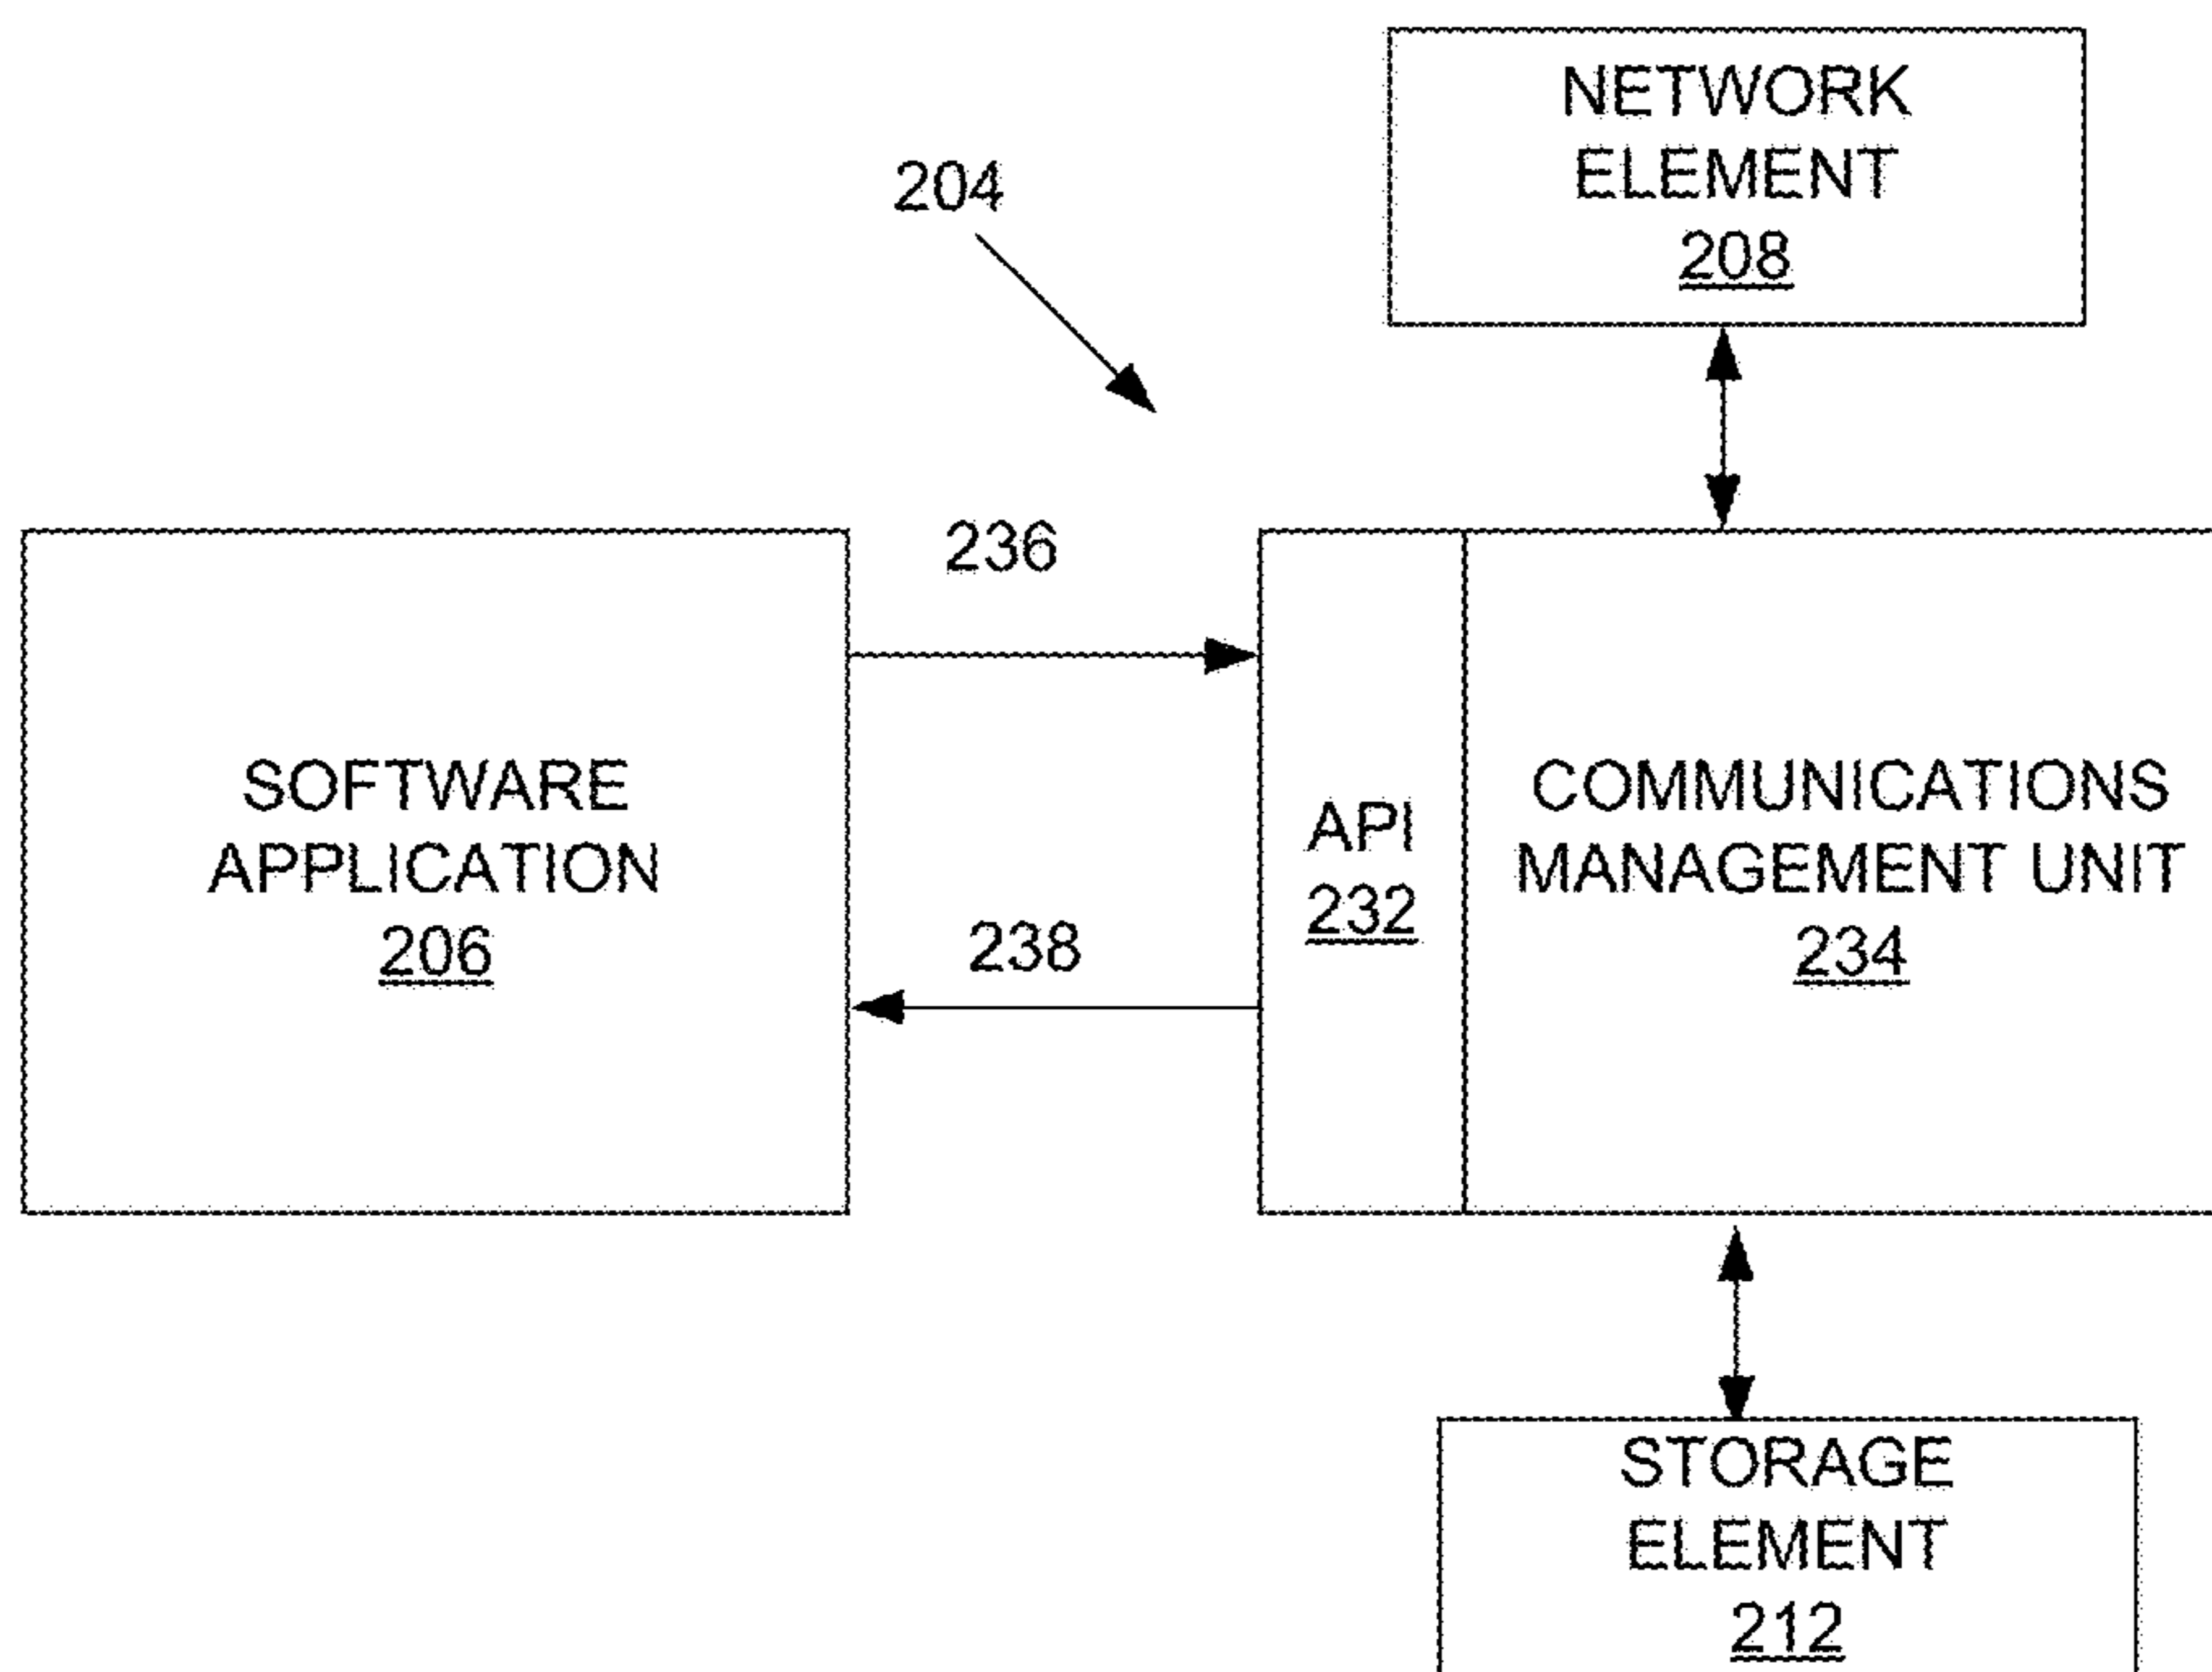 NETWORK
ELEMENT
208
204
236
SOFTWARE
APPLICATION
206
238
API
232
COMMUNICATIONS
MANAGEMENT UNIT
234
STORAGE
ELEMENT
212